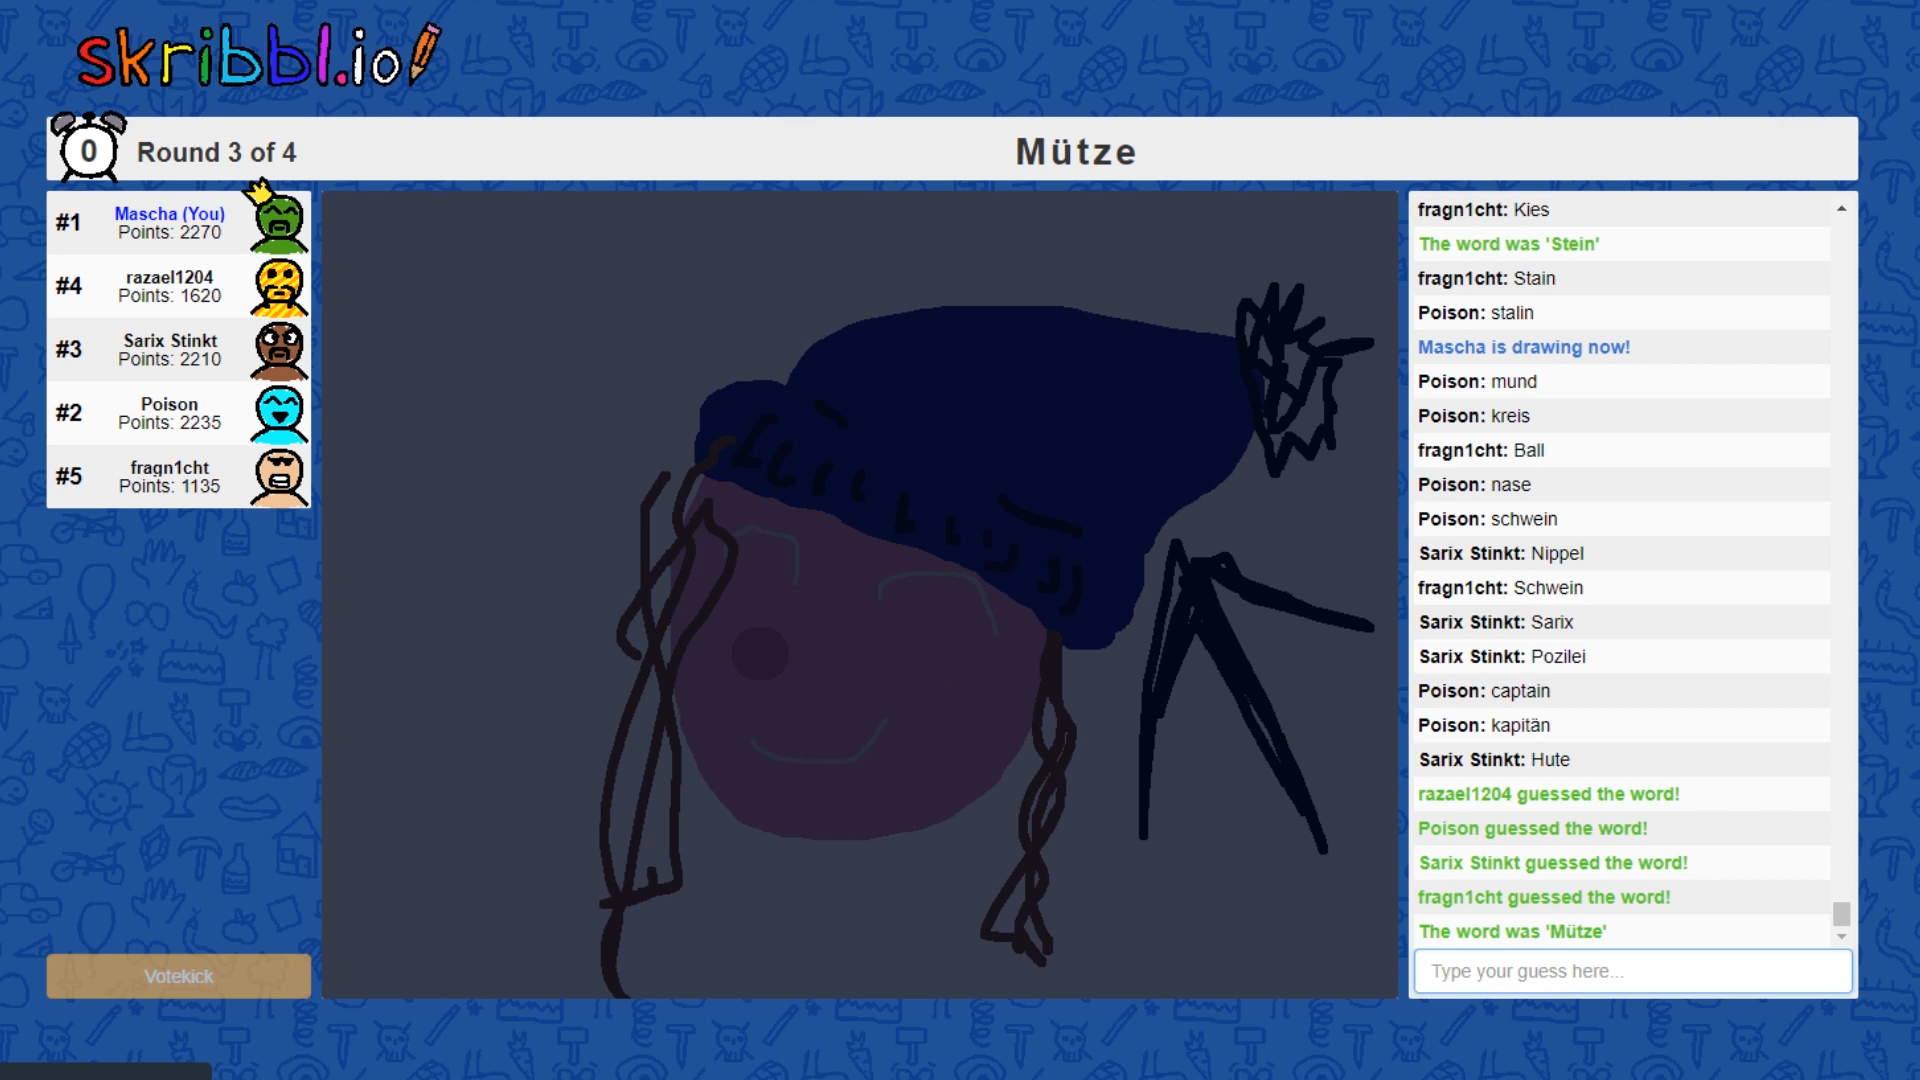 skribbl.io
0
Round 3 of 4
Mütze
#1
Mascha (You)
Points: 2270
#4
razael1204
Points: 1620
#3
Sarix Stinkt
Points: 2210
#2
Poison
Points: 2235
#5
fragn1cht
Points: 1135
Votekick
fragn1cht: Kies
The word was 'Stein'
fragn1cht: Stain
Poison: stalin
Mascha is drawing now!
Poison: mund
Poison: kreis
fragn1cht: Ball
Poison: nase
Poison: schwein
Sarix Stinkt: Nippel
fragn1cht: Schwein
Sarix Stinkt: Sarix
Sarix Stinkt: Pozilei
Poison: captain
Poison: kapitän
Sarix Stinkt: Hute
razael1204 guessed the word!
Poison guessed the word!
Sarix Stinkt guessed the word!
fragn1cht guessed the word!
The word was 'Mütze'
Type your guess here...